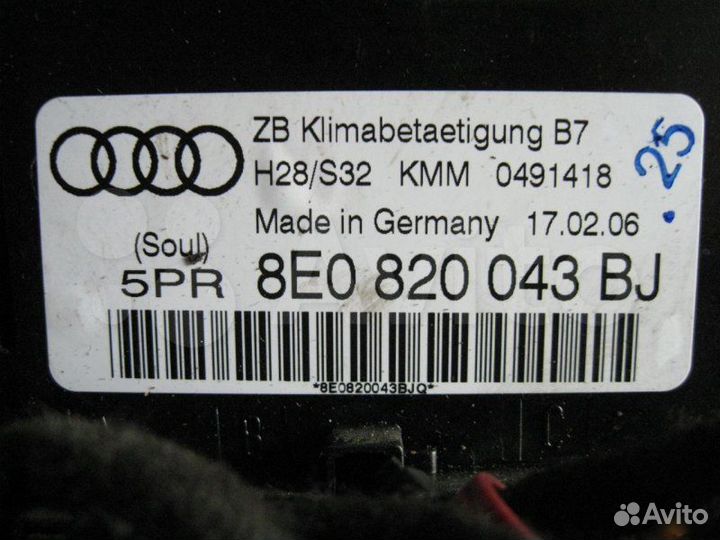 ZB Klimabetaetigung B7
H28/S32 KMM 0491418
Made in Germany 17.02.06
.25
(Soul)
5PR 8E0 820 043 BJ
*8E0820043BJQ*
Avito